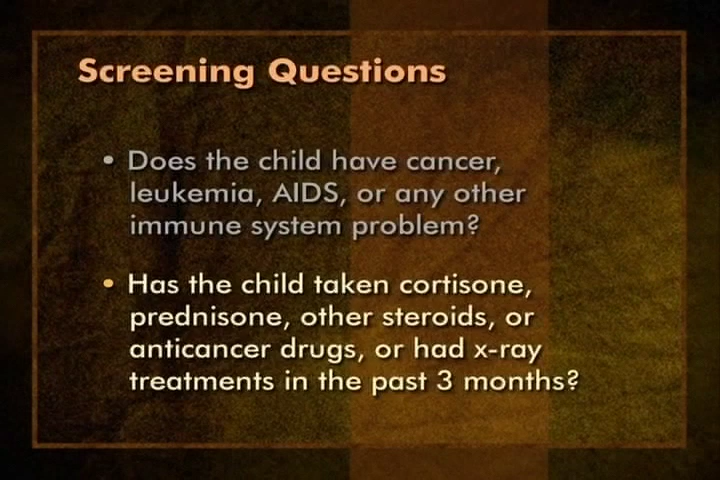 Screening Questions
• Does the child have cancer,
leukemia, AIDS, or any other
immune system problem?
• Has the child taken cortisone,
prednisone, other steroids, or
anticancer drugs, or had x-ray
treatments in the past 3 months?